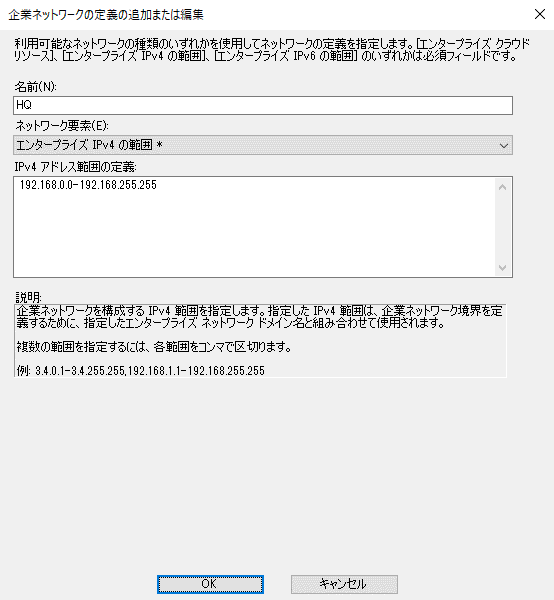 企業ネットワークの定義の追加または編集
利用可能なネットワークの種類のいずれかを使用してネットワークの定義を指定します。[エンタープライズ クラウド
リソース]、[エンタープライズ IPv4 の範囲]、[エンタープライズ IPv6 の範囲] のいずれかは必須フィールドです。
名前(N):
HQ
ネットワーク要素(E):
エンタープライズ IPv4 の範囲 *
IPv4 アドレス範囲の定義:
192.168.0.0-192.168.255.255
説明:
企業ネットワークを構成する IPv4 範囲を指定します。指定した IPv4 範囲は、企業ネットワーク境界を定
義するために、指定したエンタープライズ ネットワーク ドメイン名と組み合わせて使用されます。
複数の範囲を指定するには、各範囲をコンマで区切ります。
例: 3.4.0.1-3.4.255.255,192.168.1.1-192.168.255.255
OK
キャンセル